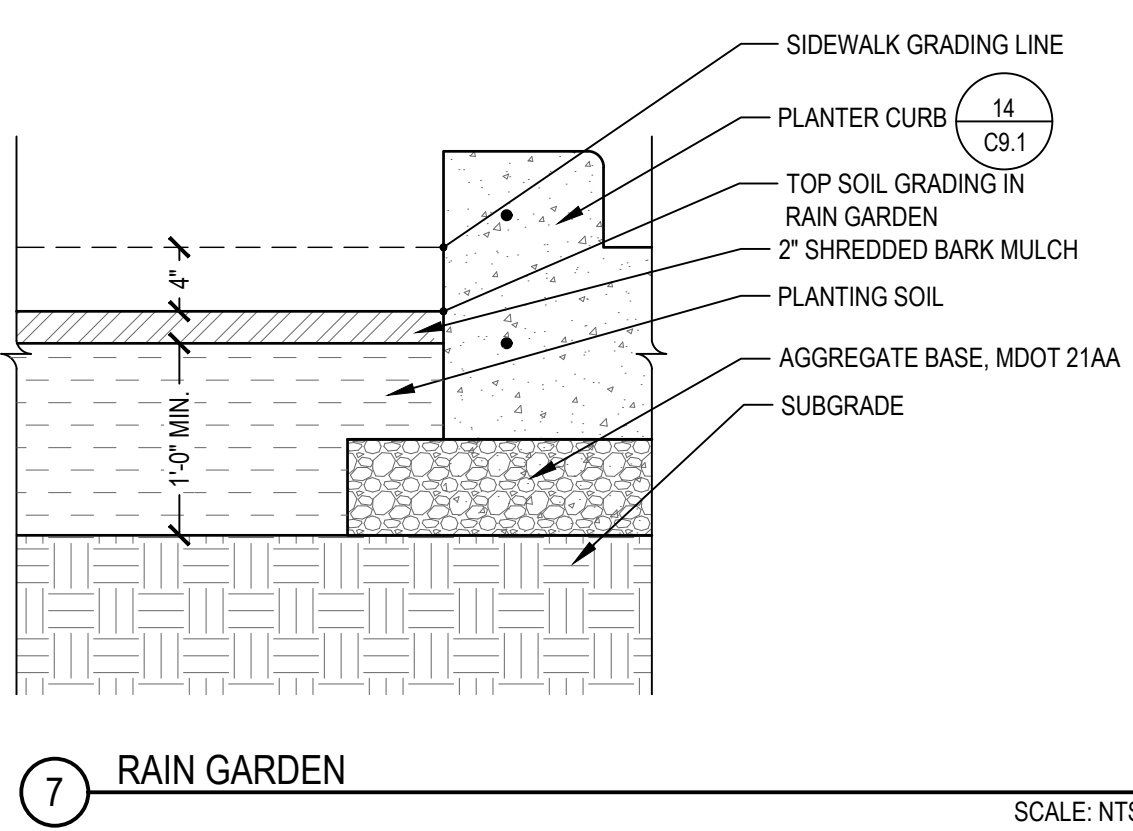 SIDEWALK GRADING LINE
PLANTER CURB
14
C9.1
TOP SOIL GRADING IN
RAIN GARDEN
2" SHREDDED BARK MULCH
PLANTING SOIL
AGGREGATE BASE, MDOT 21AA
SUBGRADE
4"
1'-0" MIN.
7
RAIN GARDEN
SCALE: NTS